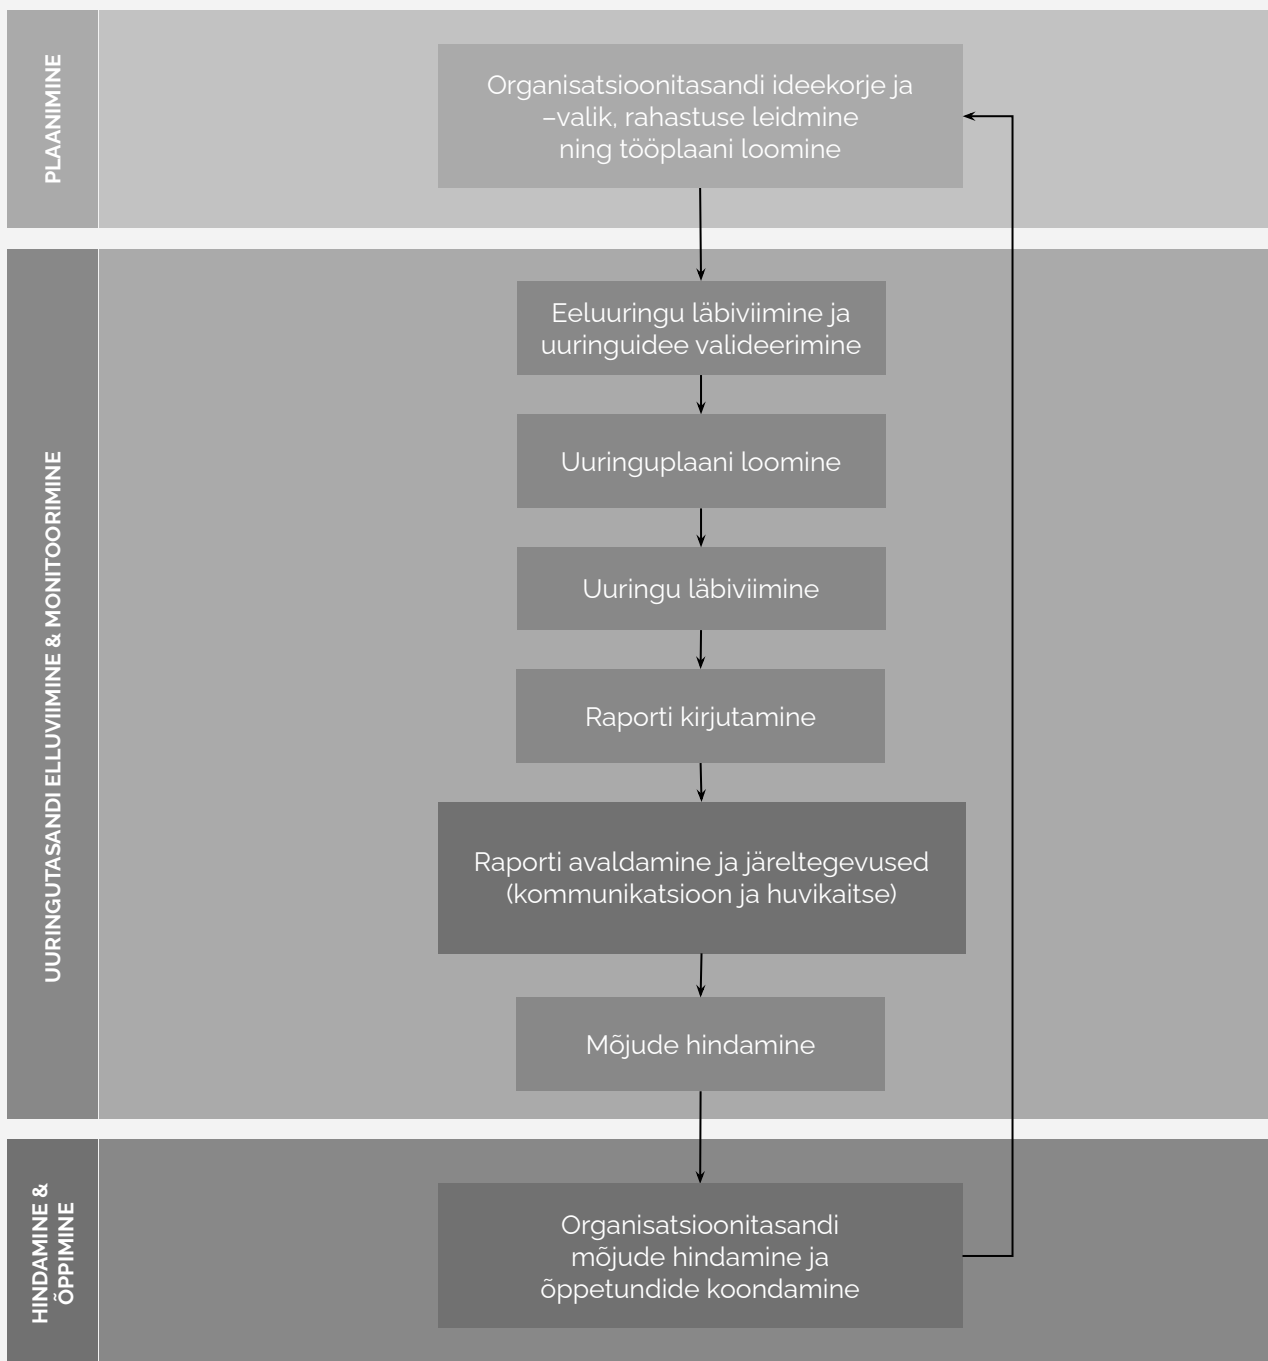 PLAANIMINE
Organisatsioonitasandi ideekorje ja
–valik, rahastuse leidmine
ning tööplaani loomine
UURINGUTASANDI ELLUVIIMINE & MONITOORIMINE
Eeluuringu läbiviimine ja
uuringuidee valideerimine
Uuringuplaani loomine
Uuringu läbiviimine
Raporti kirjutamine
Raporti avaldamine ja järeltegevused
(kommunikatsioon ja huvikaitse)
Mõjude hindamine
HINDAMINE &
ÕPPIMINE
Organisatsioonitasandi
mõjude hindamine ja
õppetundide koondamine